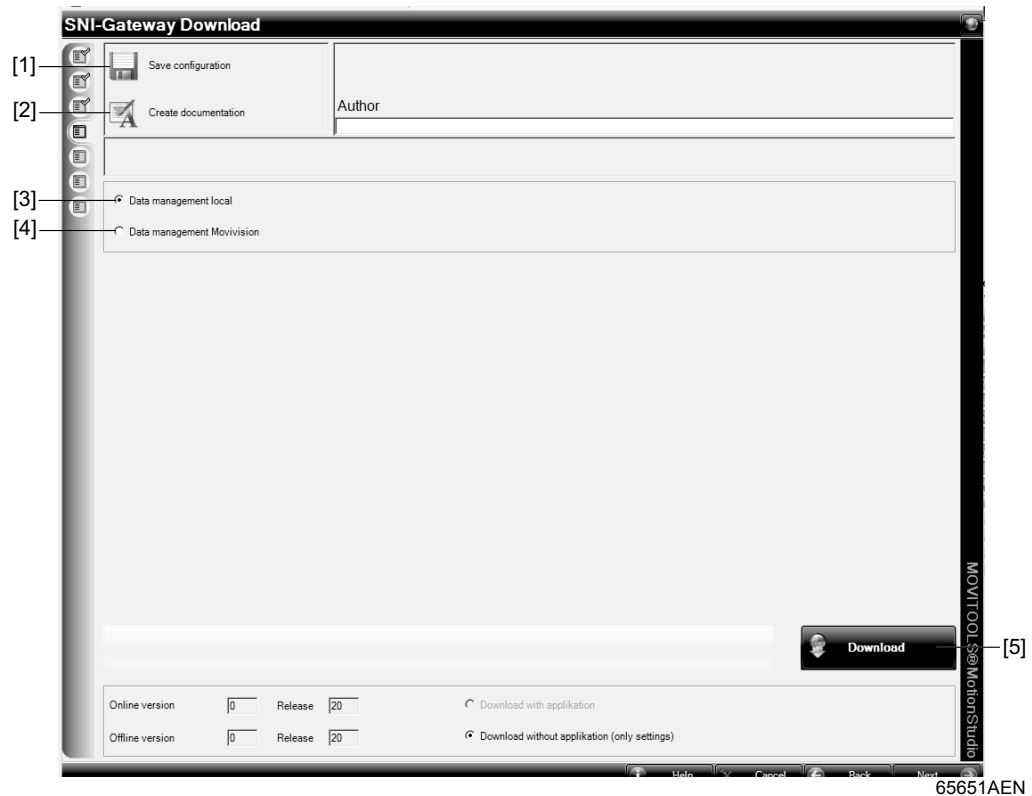 SNI-Gateway Download
[1]
Save configuration
[2]
Create documentation
Author
[3]
Data management local
[4]
Data management Movivision
Download
[5]
MOVITOOLS®MotionStudio
Online version 0 Release 20
Download with applikation
Offline version 0 Release 20
Download without applikation (only settings)
Help Cancel Back Next
65651AEN